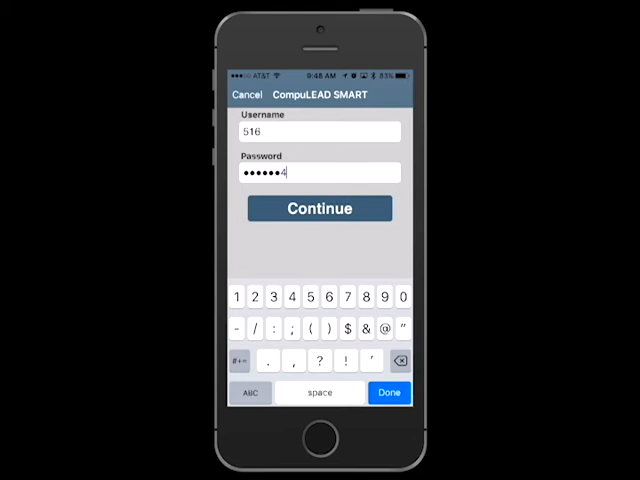 AT&T 9:48 AM 83%
Cancel CompuLEAD SMART
Username
516
Password
●●●●●●4
Continue
1 2 3 4 5 6 7 8 9 0
- / : ; ( ) $ & @ "
#+= . , ? ! '
ABC space Done